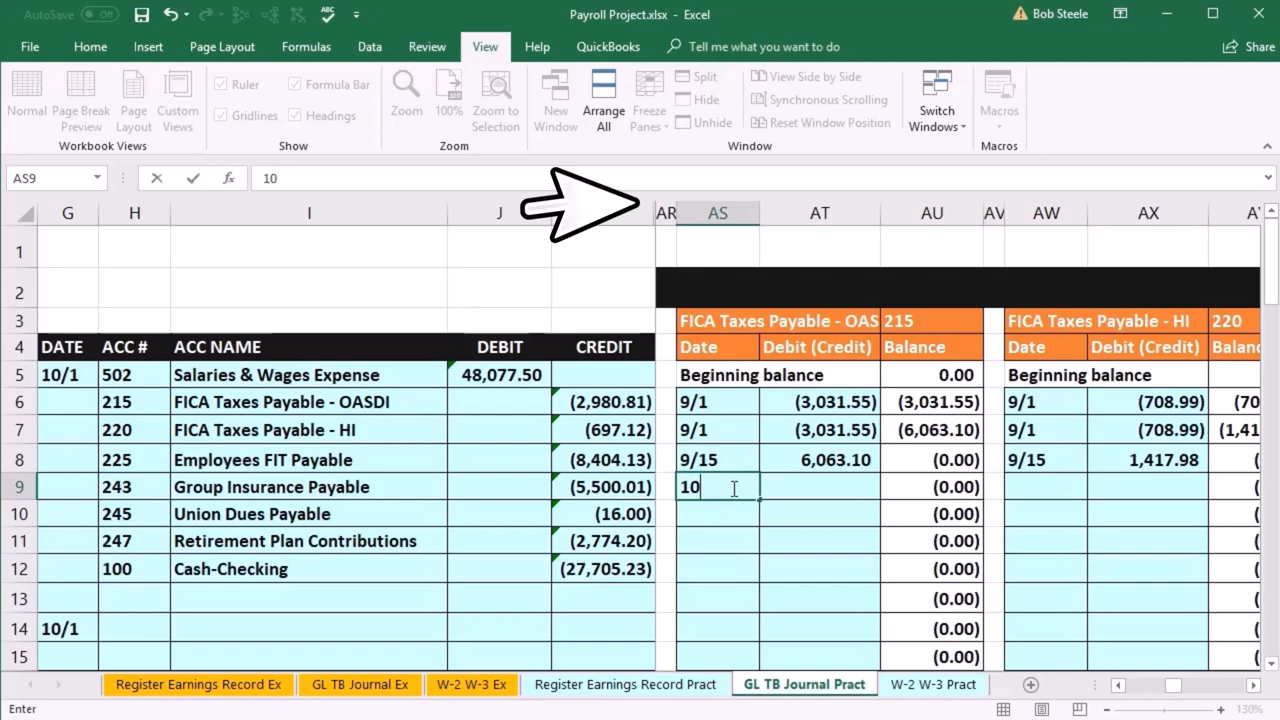 AutoSave Off ABC Payroll Project.xlsx - Excel Bob Steele
File Home Insert Page Layout Formulas Data Review View Help QuickBooks Tell me what you want to do Share
Normal Page Break Preview Page Layout Custom Views Ruler Formula Bar Gridlines Headings Zoom 100% Zoom to Selection New Window Arrange All Freeze Panes Split Hide Unhide View Side by Side Synchronous Scrolling Reset Window Position Switch Windows Macros
Workbook Views Show Zoom Window Macros
AS9 fx 10
G H I J AR AS AT AU AV AW AX
1
2
3 FICA Taxes Payable - OAS 215 FICA Taxes Payable - HI 220
4 DATE ACC # ACC NAME DEBIT CREDIT Date Debit (Credit) Balance Date Debit (Credit) Balanc
5 10/1 502 Salaries & Wages Expense 48,077.50 Beginning balance 0.00 Beginning balance
6 215 FICA Taxes Payable - OASDI (2,980.81) 9/1 (3,031.55) (3,031.55) 9/1 (708.99) (70
7 220 FICA Taxes Payable - HI (697.12) 9/1 (3,031.55) (6,063.10) 9/1 (708.99) (1,41
8 225 Employees FIT Payable (8,404.13) 9/15 6,063.10 (0.00) 9/15 1,417.98 (
9 243 Group Insurance Payable (5,500.01) 10 (0.00) (
10 245 Union Dues Payable (16.00) (0.00) (
11 247 Retirement Plan Contributions (2,774.20) (0.00) (
12 100 Cash-Checking (27,705.23) (0.00) (
13 (0.00) (
14 10/1 (0.00) (
15 (0.00) (
Register Earnings Record Ex GL TB Journal Ex W-2 W-3 Ex Register Earnings Record Pract GL TB Journal Pract W-2 W-3 Pract
Enter 130%